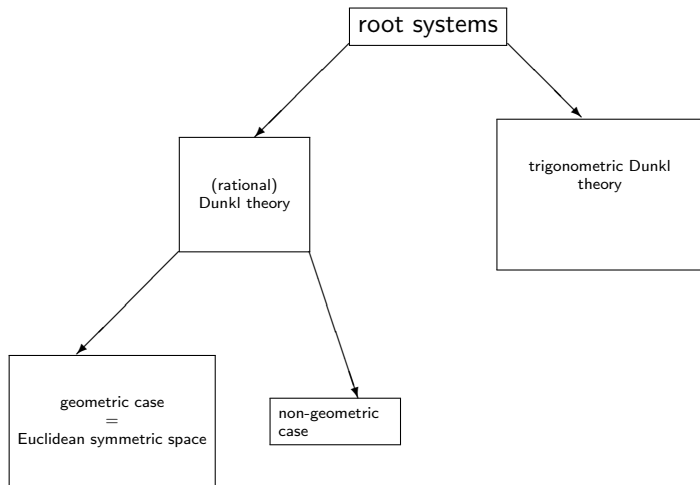 root systems
(rational)
Dunkl theory
trigonometric Dunkl
theory
geometric case
=
Euclidean symmetric space
non-geometric
case